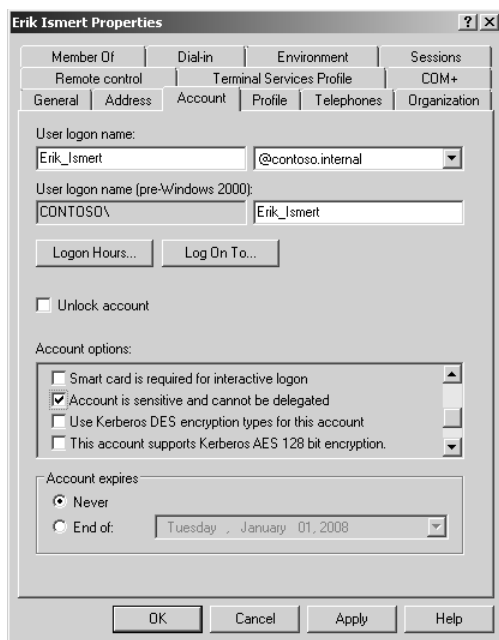 Erik Ismert Properties
Member Of Dial-in Environment Sessions
Remote control Terminal Services Profile COM+
General Address Account Profile Telephones Organization
User logon name:
Erik_Ismert @contoso.internal
User logon name (pre-Windows 2000):
CONTOSO\ Erik_Ismert
Logon Hours... Log On To...
Unlock account
Account options:
Smart card is required for interactive logon
Account is sensitive and cannot be delegated
Use Kerberos DES encryption types for this account
This account supports Kerberos AES 128 bit encryption.
Account expires
Never
End of: Tuesday , January 01, 2008
OK Cancel Apply Help